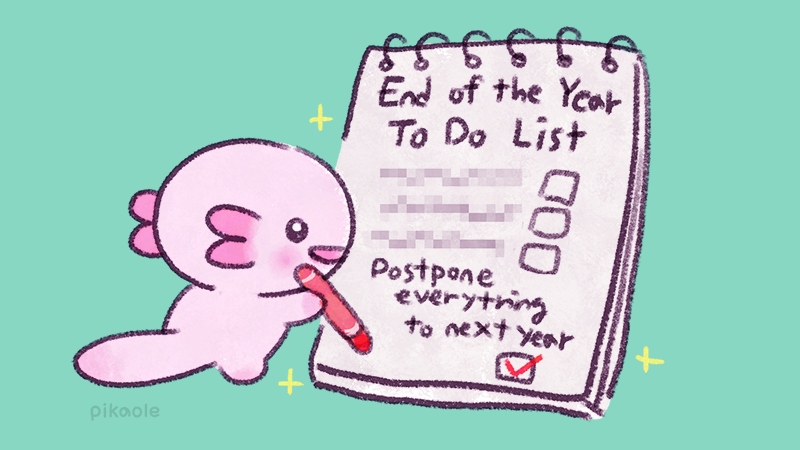 End of the Year
To Do List
Postpone
everything
to next year
pikaole